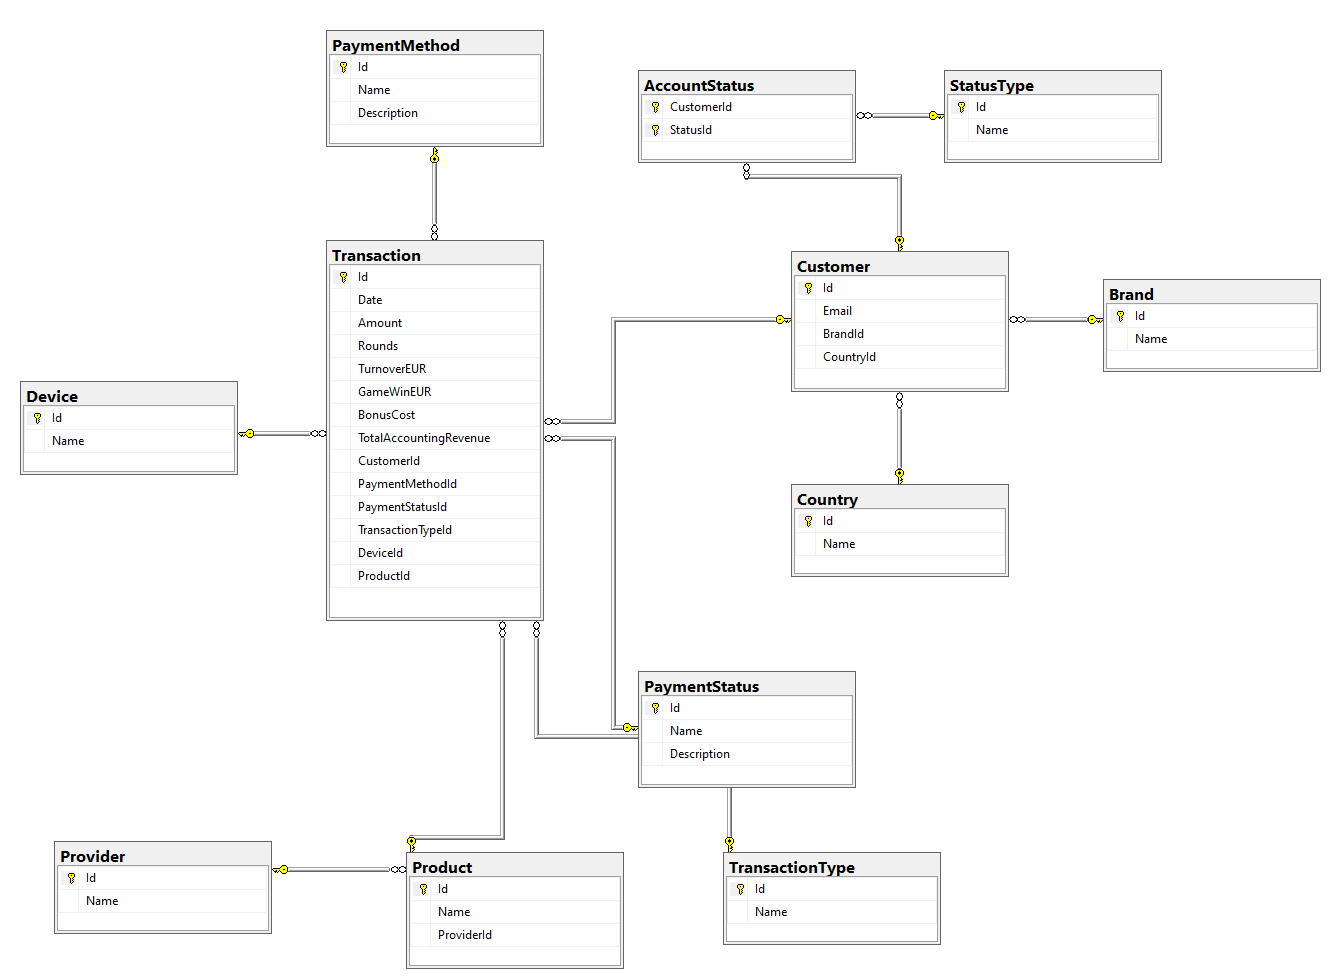 PaymentMethod
Id
Name
Description
AccountStatus
CustomerId
StatusId
StatusType
Id
Name
Transaction
Id
Date
Amount
Rounds
TurnoverEUR
GameWinEUR
BonusCost
TotalAccountingRevenue
CustomerId
PaymentMethodId
PaymentStatusId
TransactionTypeId
DeviceId
ProductId
Customer
Id
Email
BrandId
CountryId
Brand
Id
Name
Device
Id
Name
Country
Id
Name
PaymentStatus
Id
Name
Description
Provider
Id
Name
Product
Id
Name
ProviderId
TransactionType
Id
Name